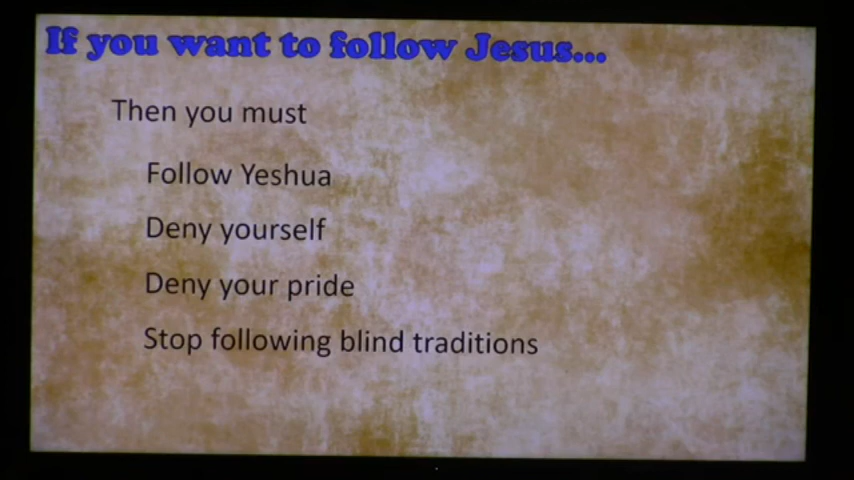 If you want to follow Jesus...
Then you must
Follow Yeshua
Deny yourself
Deny your pride
Stop following blind traditions